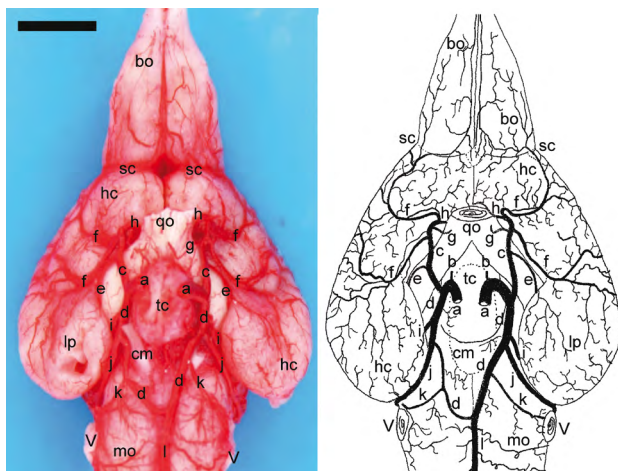 bo
sc sc
hc
h qo h
f f
g
c c
a a
f f
e e
tc
d d
i i
lp cm
j j hc
k d d k
V mo l V
bo
bo
sc sc
hc
f h h f
qo
g g
c c
b b
f tc f
e e
d a a d
i i
cm lp
hc j d j
k d k
V V
mo